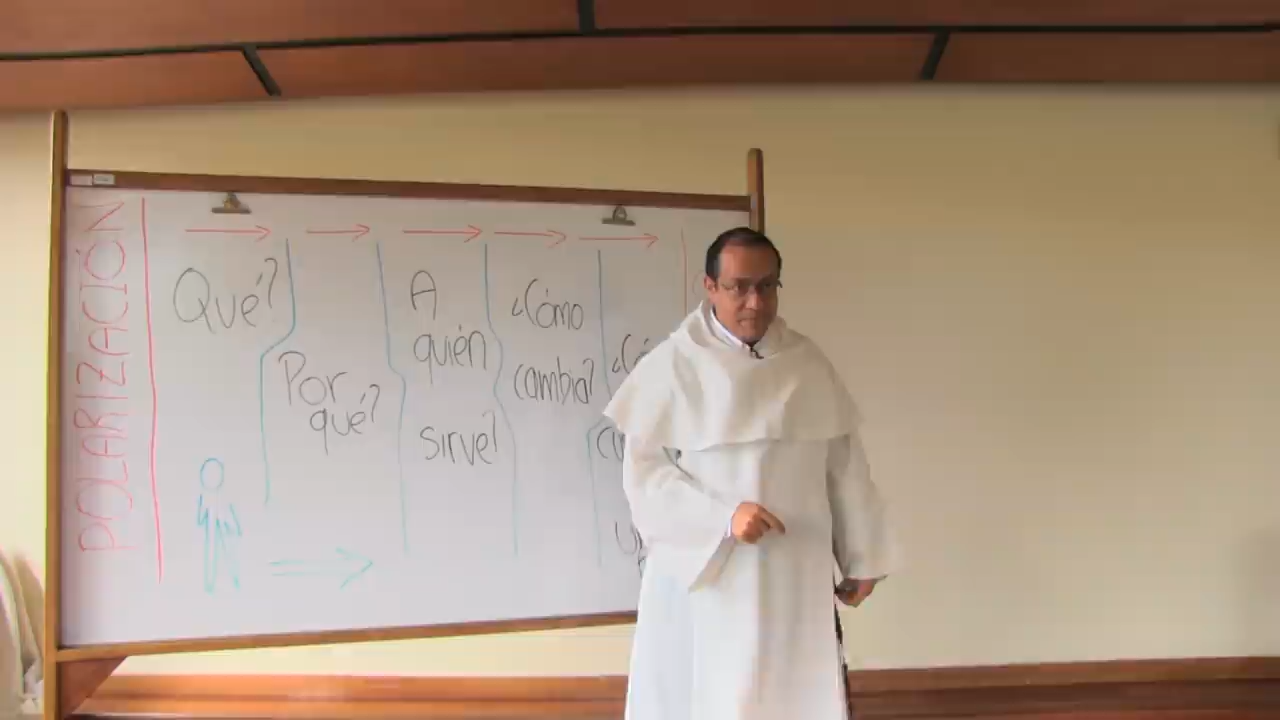 POLARIZACIÓN
Qué?
Por
qué?
A
quién
sirve?
¿Cómo
cambia?